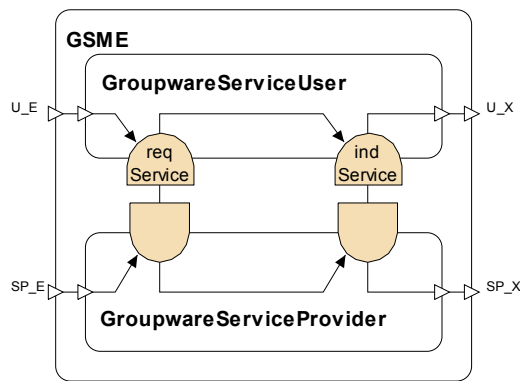 GSME
GroupwareServiceUser
U_E
U_X
req
Service
ind
Service
SP_E
SP_X
GroupwareServiceProvider